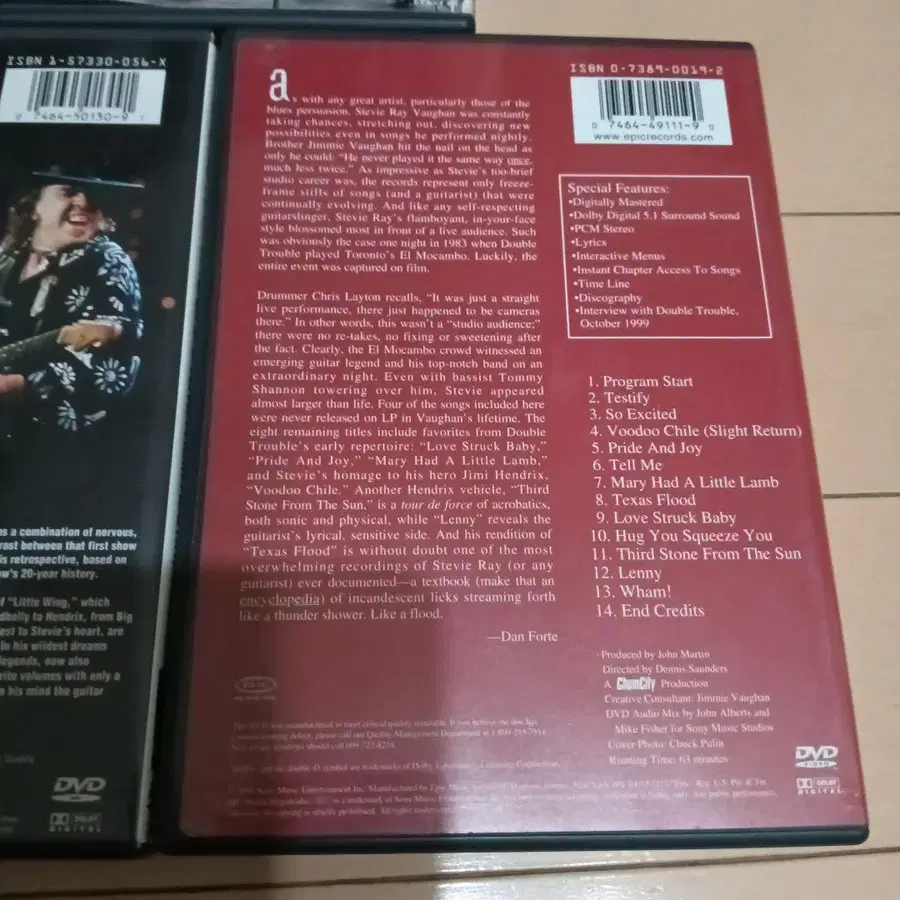 ISBN 1-57330-056-X
7464-50130-9
as a combination of nervous,
rast between that first show
is retrospective, based on
w's 20-year history.
of "Little Wing," which
dbelly to Hendrix, from Big
est to Stevie's heart, are
In his wildest dreams
legends, now also
rite volumes with only a
his mind the guitar
DVD
VIDEO
DOLBY
DIGITAL
As with any great artist, particularly those of the
blues persuasion, Stevie Ray Vaughan was constantly
taking chances, stretching out, discovering new
possibilities even in songs he performed nightly.
Brother Jimmie Vaughan hit the nail on the head as
only he could: "He never played it the same way once,
much less twice." As impressive as Stevie's too-brief
studio career was, the records represent only freeze-
frame stills of songs (and a guitarist) that were
continually evolving. And like any self-respecting
guitarslinger, Stevie Ray's flamboyant, in-your-face
style blossomed most in front of a live audience. Such
was obviously the case one night in 1983 when Double
Trouble played Toronto's El Mocambo. Luckily, the
entire event was captured on film.
Drummer Chris Layton recalls, "It was just a straight
live performance, there just happened to be cameras
there." In other words, this wasn't a "studio audience;"
there were no re-takes, no fixing or sweetening after
the fact. Clearly, the El Mocambo crowd witnessed an
emerging guitar legend and his top-notch band on an
extraordinary night. Even with bassist Tommy
Shannon towering over him, Stevie appeared
almost larger than life. Four of the songs included here
were never released on LP in Vaughan's lifetime. The
eight remaining titles include favorites from Double
Trouble's early repertoire: "Love Struck Baby,"
"Pride And Joy," "Mary Had A Little Lamb,"
and Stevie's homage to his hero Jimi Hendrix,
"Voodoo Chile." Another Hendrix vehicle, "Third
Stone From The Sun," is a tour de force of acrobatics,
both sonic and physical, while "Lenny" reveals the
guitarist's lyrical, sensitive side. And his rendition of
"Texas Flood" is without doubt one of the most
overwhelming recordings of Stevie Ray (or any
guitarist) ever documented—a textbook (make that an
encyclopedia) of incandescent licks streaming forth
like a thunder shower. Like a flood.
—Dan Forte
ISBN 0-7389-0019-2
0 7464-49111-9 0
www.epicrecords.com
Special Features:
•Digitally Mastered
•Dolby Digital 5.1 Surround Sound
•PCM Stereo
•Lyrics
•Interactive Menus
•Instant Chapter Access To Songs
•Time Line
•Discography
•Interview with Double Trouble,
October 1999
1. Program Start
2. Testify
3. So Excited
4. Voodoo Chile (Slight Return)
5. Pride And Joy
6. Tell Me
7. Mary Had A Little Lamb
8. Texas Flood
9. Love Struck Baby
10. Hug You Squeeze You
11. Third Stone From The Sun
12. Lenny
13. Wham!
14. End Credits
Produced by John Martin
Directed by Dennis Saunders
A ChumCity Production
Creative Consultant: Jimmie Vaughan
DVD Audio Mix by John Alberts and
Mike Fisher for Sony Music Studios
Cover Photo: Chuck Pulin
Running Time: 63 minutes
DVD
VIDEO
DOLBY
DIGITAL